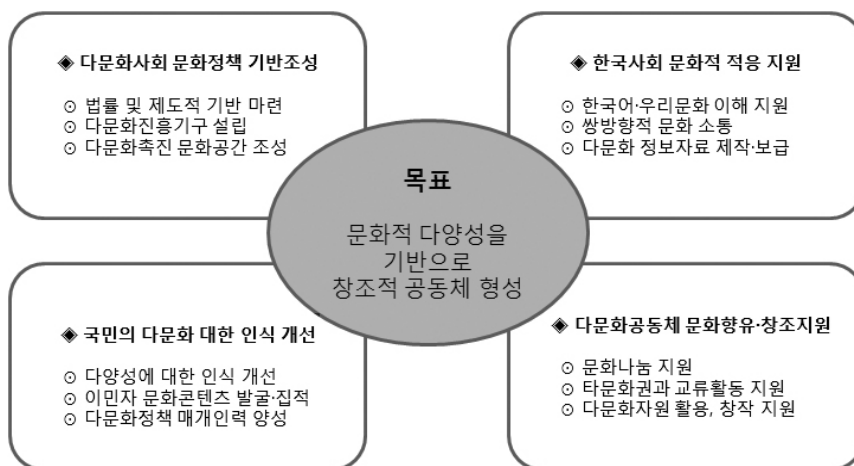 ◈ 다문화사회 문화정책 기반조성
⊙ 법률 및 제도적 기반 마련
⊙ 다문화진흥기구 설립
⊙ 다문화촉진 문화공간 조성
◈ 한국사회 문화적 적응 지원
⊙ 한국어·우리문화 이해 지원
⊙ 쌍방향적 문화 소통
⊙ 다문화 정보자료 제작·보급
목표
문화적 다양성을
기반으로
창조적 공동체 형성
◈ 국민의 다문화 대한 인식 개선
⊙ 다양성에 대한 인식 개선
⊙ 이민자 문화콘텐츠 발굴·집적
⊙ 다문화정책 매개인력 양성
◈ 다문화공동체 문화향유·창조지원
⊙ 문화나눔 지원
⊙ 타문화권과 교류활동 지원
⊙ 다문화자원 활용, 창작 지원